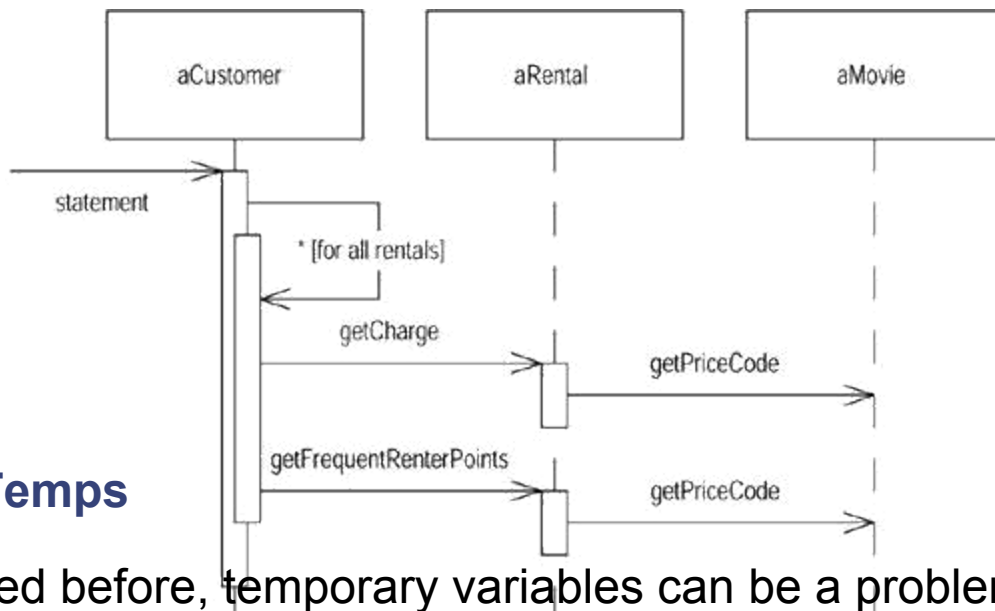 aCustomer
aRental
aMovie
statement
* [for all rentals]
getCharge
getPriceCode
getFrequentRenterPoints
getPriceCode
Temps
ed before, temporary variables can be a problem